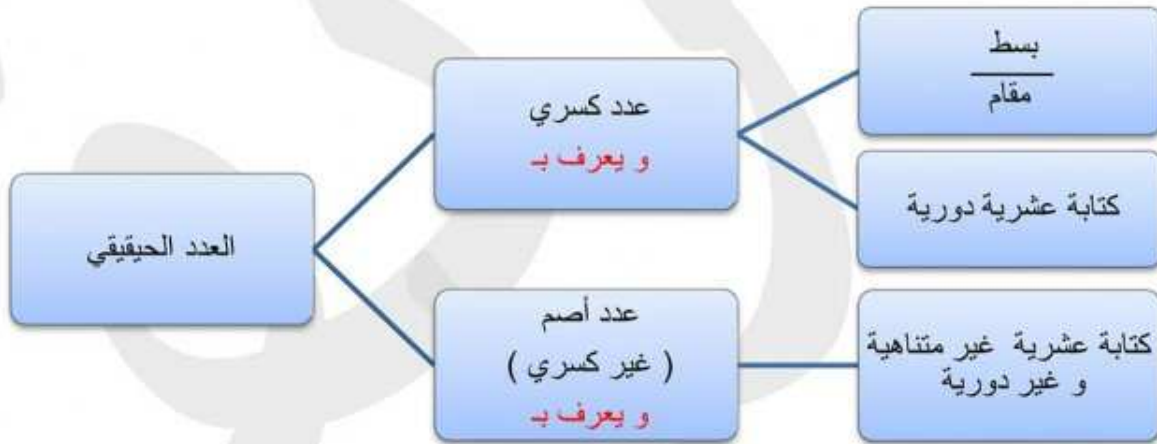 العدد الحيقيقي
عدد كسري
و يعرف بـ
بسط
مقام
كتابة عشرية دورية
عدد أصم
( غير كسري )
و يعرف بـ
كتابة عشرية غير متناهية
و غير دورية